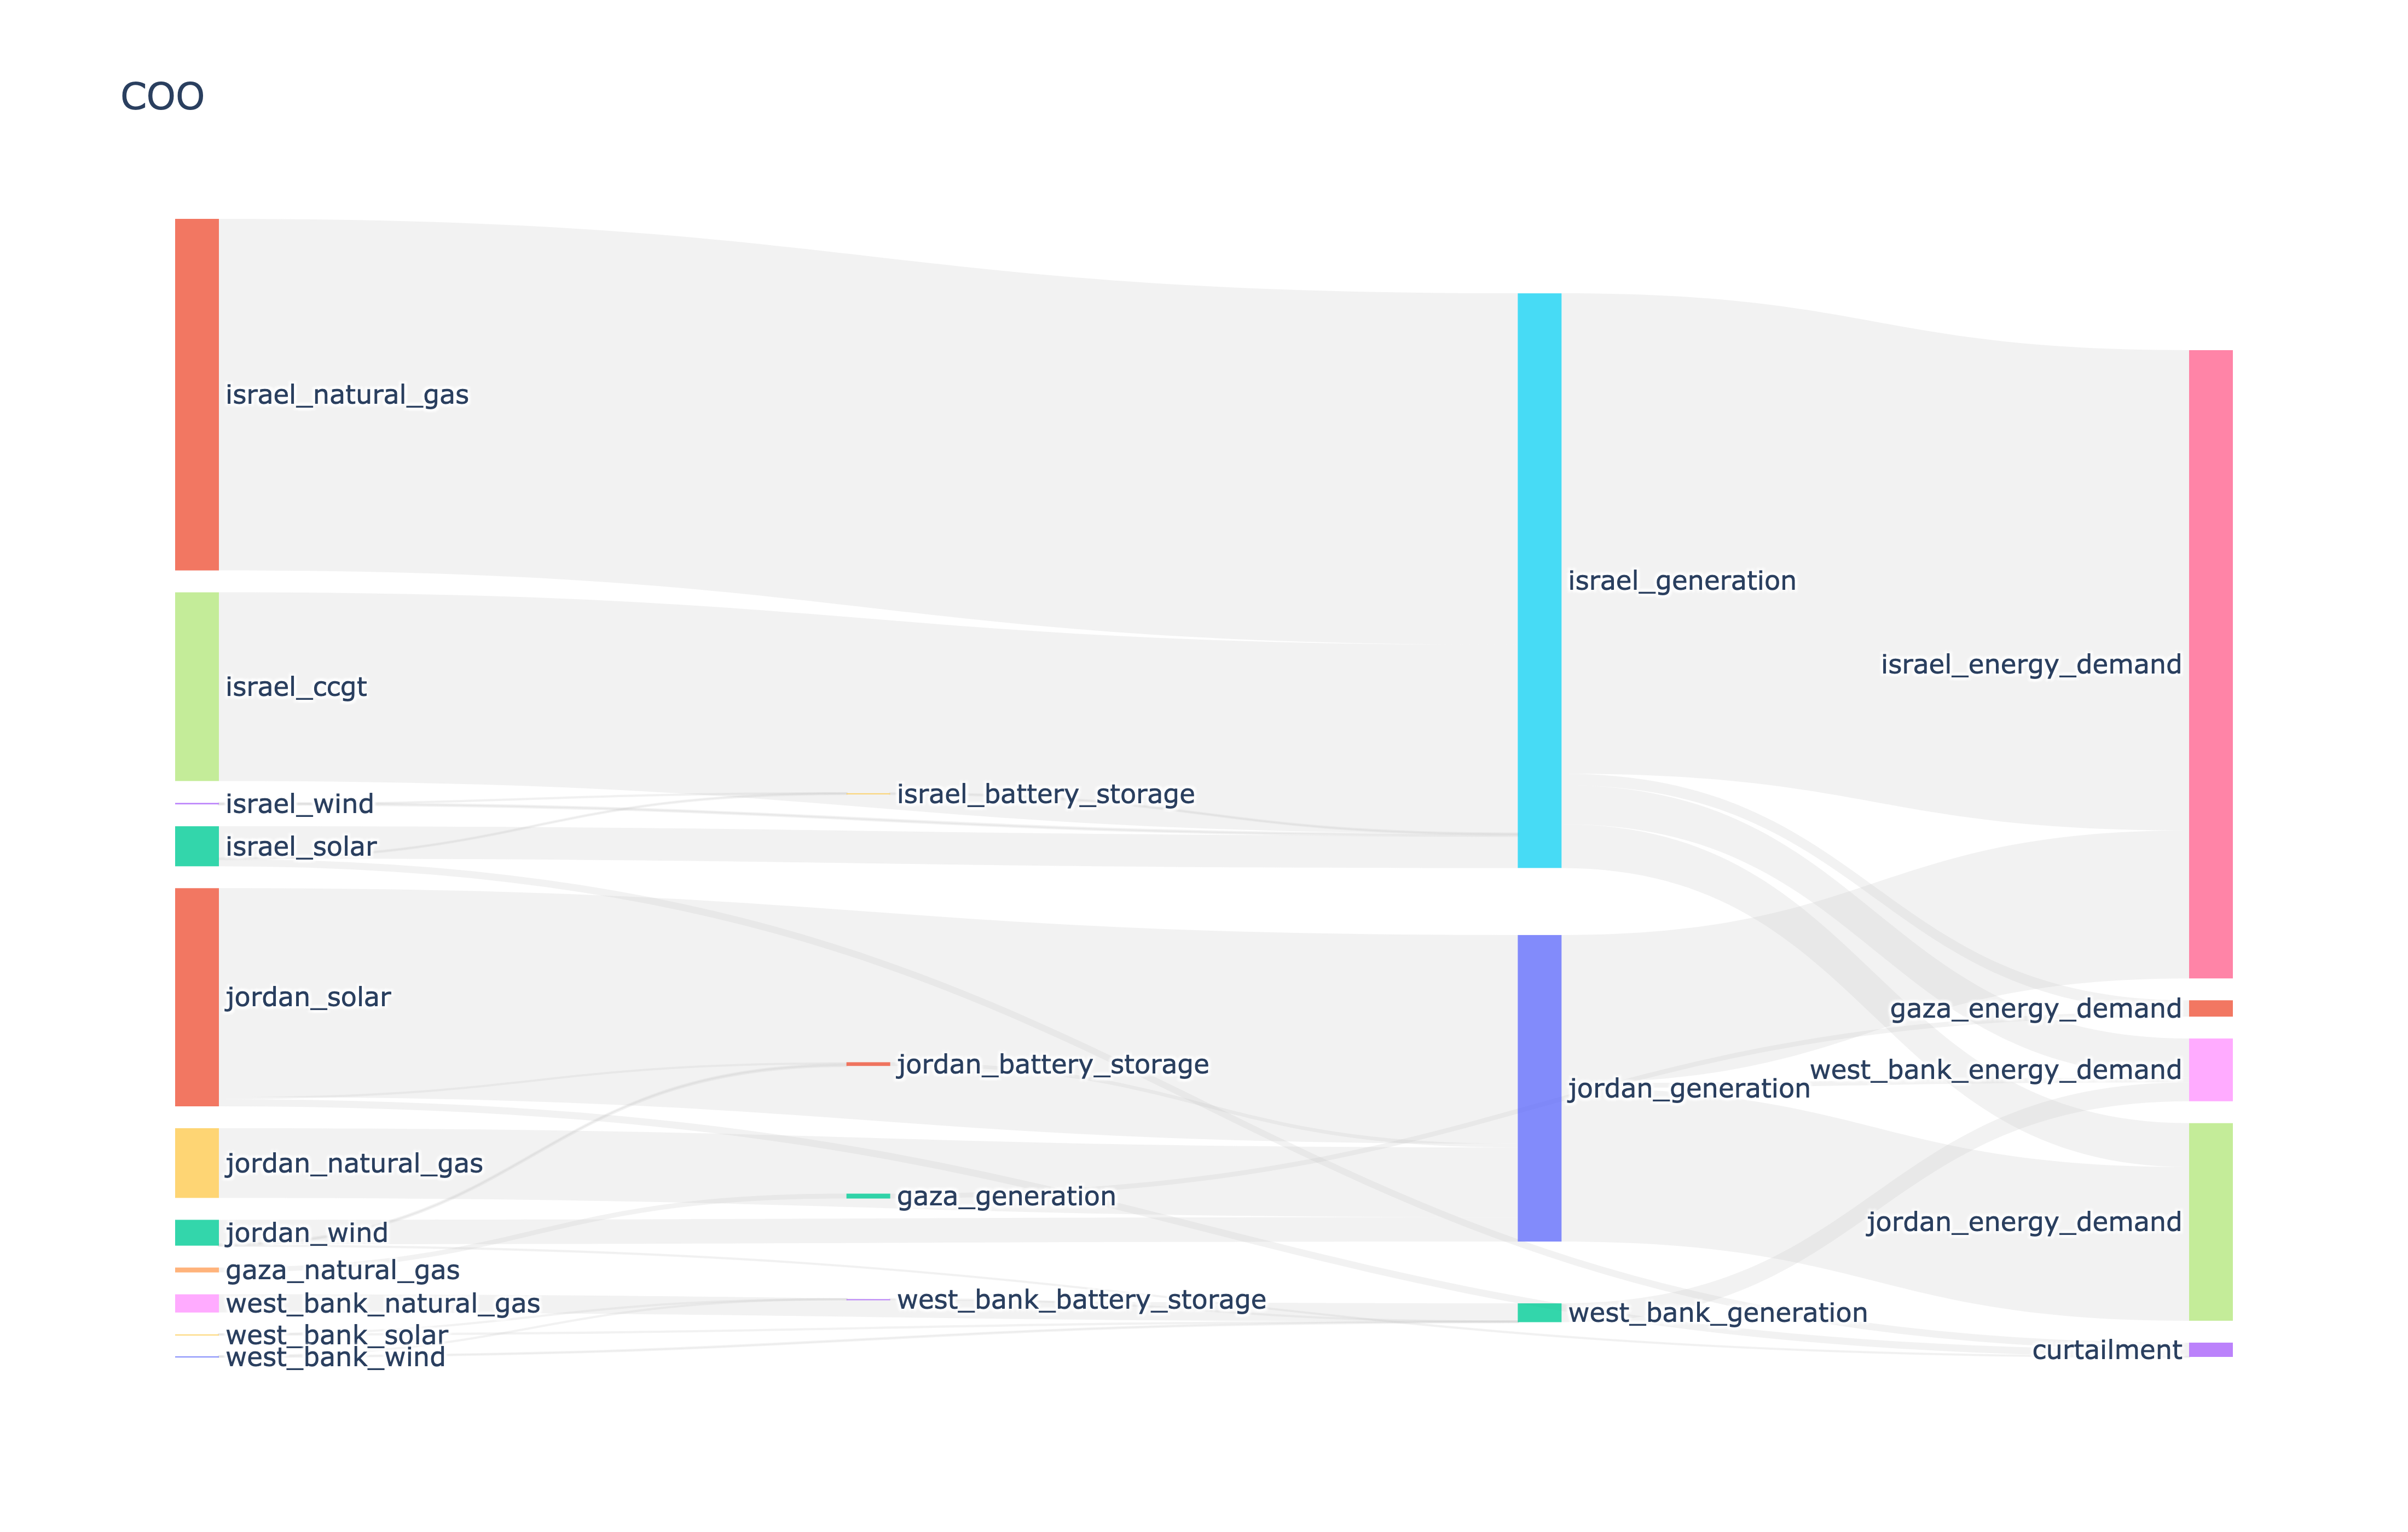 COO
israel_natural_gas
israel_generation
israel_energy_demand
israel_ccgt
israel_battery_storage
israel_wind
israel_solar
jordan_solar
gaza_energy_demand
jordan_battery_storage
west_bank_energy_demand
jordan_generation
jordan_natural_gas
gaza_generation
jordan_energy_demand
jordan_wind
gaza_natural_gas
west_bank_battery_storage
west_bank_natural_gas
west_bank_generation
west_bank_solar
curtailment
west_bank_wind